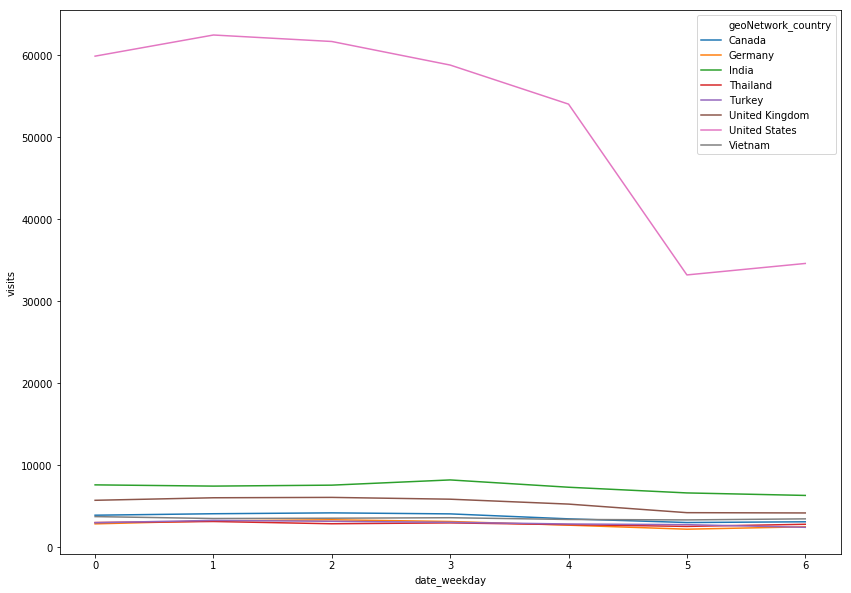 geoNetwork_country
Canada
Germany
India
Thailand
Turkey
United Kingdom
United States
Vietnam
60000
50000
40000
30000
20000
10000
0
visits
0 1 2 3 4 5 6
date_weekday